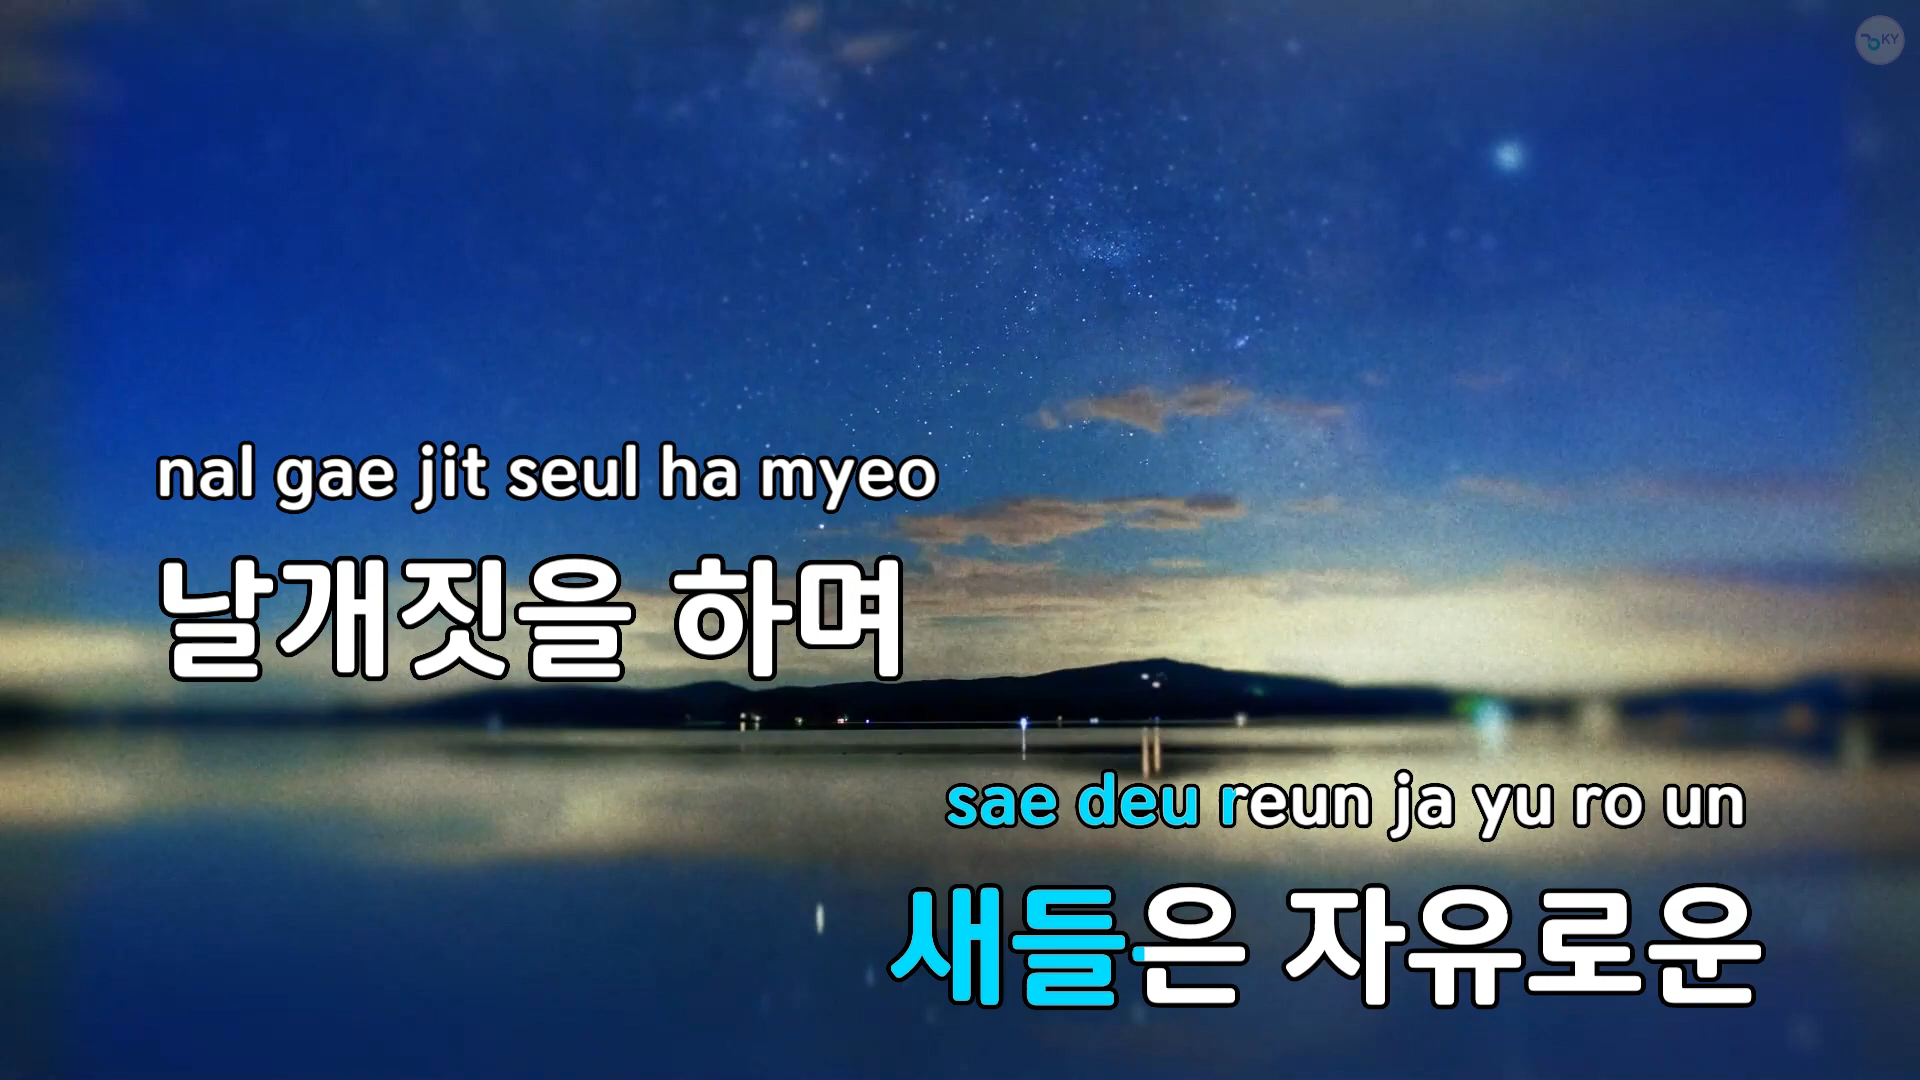 KY
nal gae jit seul ha myeo
날개짓을 하며
sae deu reun ja yu ro un
새들은 자유로운